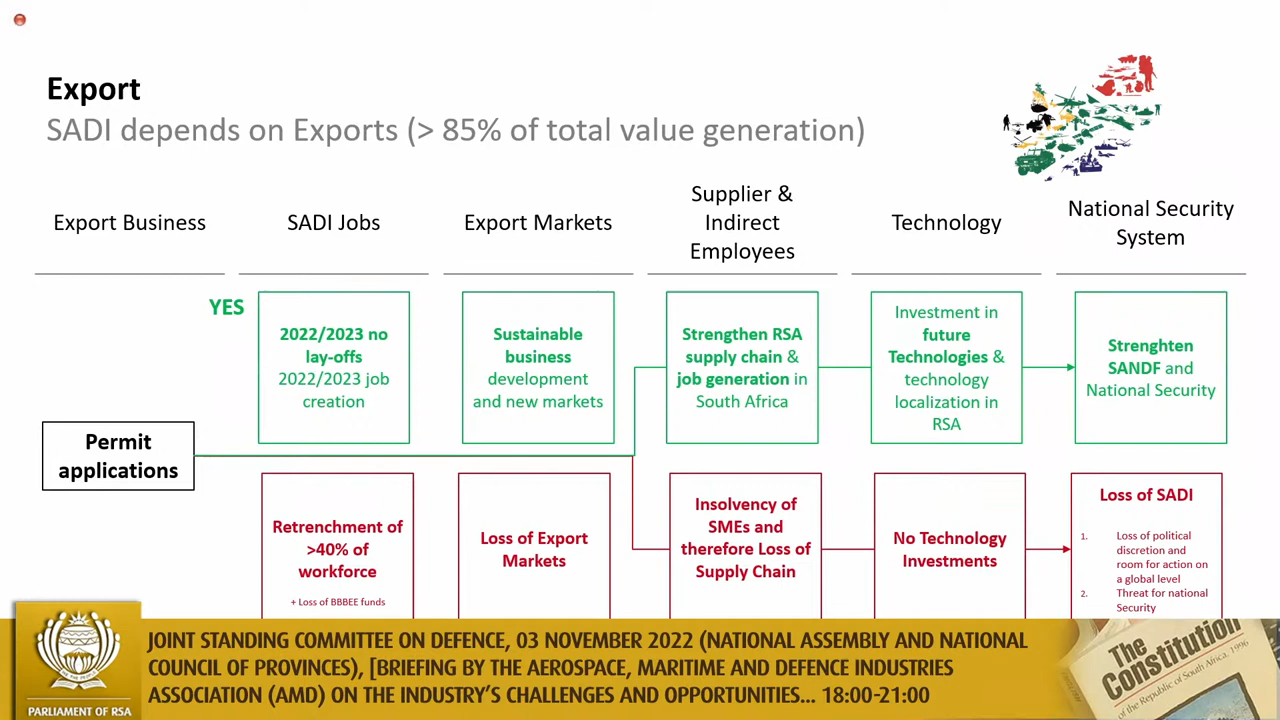 Export
SADI depends on Exports (> 85% of total value generation)
Export Business
SADI Jobs
Export Markets
Supplier &
Indirect
Employees
Technology
National Security
System
YES
2022/2023 no
lay-offs
2022/2023 job
creation
Sustainable
business
development
and new markets
Strengthen RSA
supply chain &
job generation in
South Africa
Investment in
future
Technologies &
technology
localization in
RSA
Strenghten
SANDF and
National Security
Permit
applications
Retrenchment of
>40% of
workforce
+ Loss of BBBEE funds
Loss of Export
Markets
Insolvency of
SMEs and
therefore Loss of
Supply Chain
No Technology
Investments
Loss of SADI
1. Loss of political
discretion and
room for action on
a global level
2. Threat for national
Security
JOINT STANDING COMMITTEE ON DEFENCE, 03 NOVEMBER 2022 (NATIONAL ASSEMBLY AND NATIONAL
COUNCIL OF PROVINCES), [BRIEFING BY THE AEROSPACE, MARITIME AND DEFENCE INDUSTRIES
ASSOCIATION (AMD) ON THE INDUSTRY'S CHALLENGES AND OPPORTUNITIES... 18:00-21:00
PARLIAMENT OF RSA
The
Constitution
of the Republic of South Africa, 1996